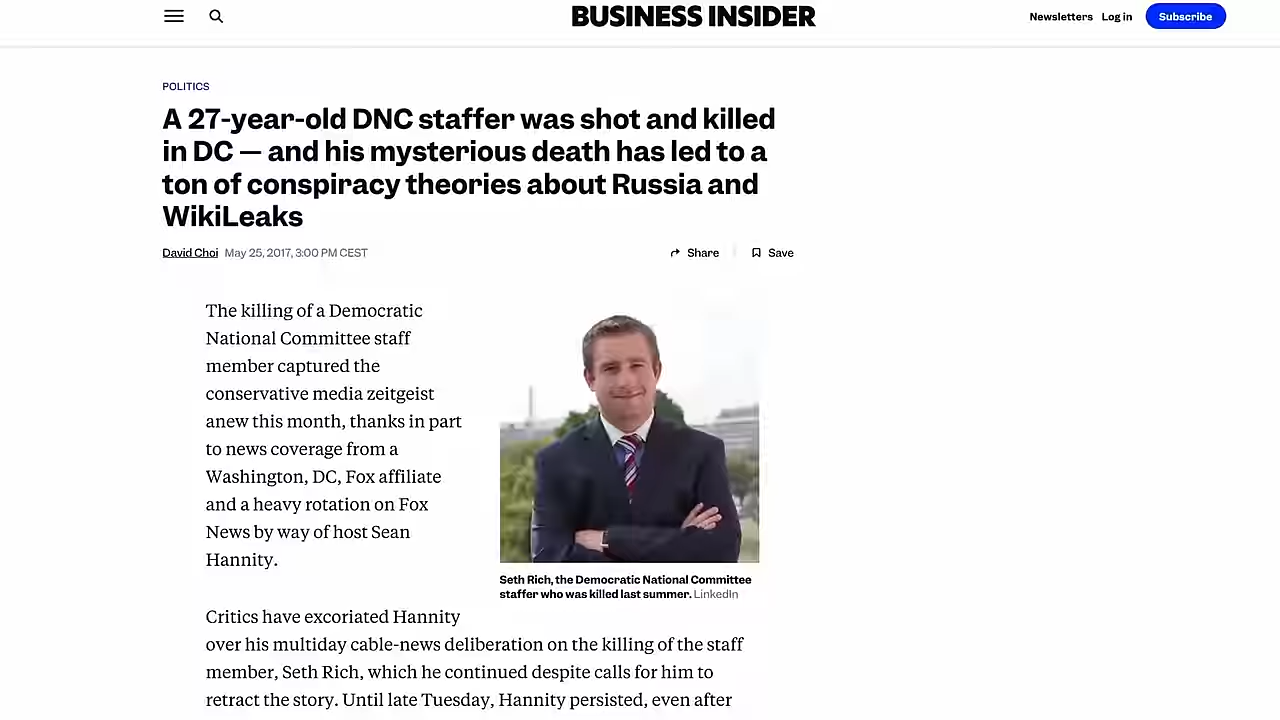 BUSINESS INSIDER
Newsletters Log in Subscribe
POLITICS
A 27-year-old DNC staffer was shot and killed
in DC — and his mysterious death has led to a
ton of conspiracy theories about Russia and
WikiLeaks
David Choi May 25, 2017, 3:00 PM CEST
Share Save
The killing of a Democratic
National Committee staff
member captured the
conservative media zeitgeist
anew this month, thanks in part
to news coverage from a
Washington, DC, Fox affiliate
and a heavy rotation on Fox
News by way of host Sean
Hannity.
Seth Rich, the Democratic National Committee
staffer who was killed last summer. LinkedIn
Critics have excoriated Hannity
over his multiday cable-news deliberation on the killing of the staff
member, Seth Rich, which he continued despite calls for him to
retract the story. Until late Tuesday, Hannity persisted, even after